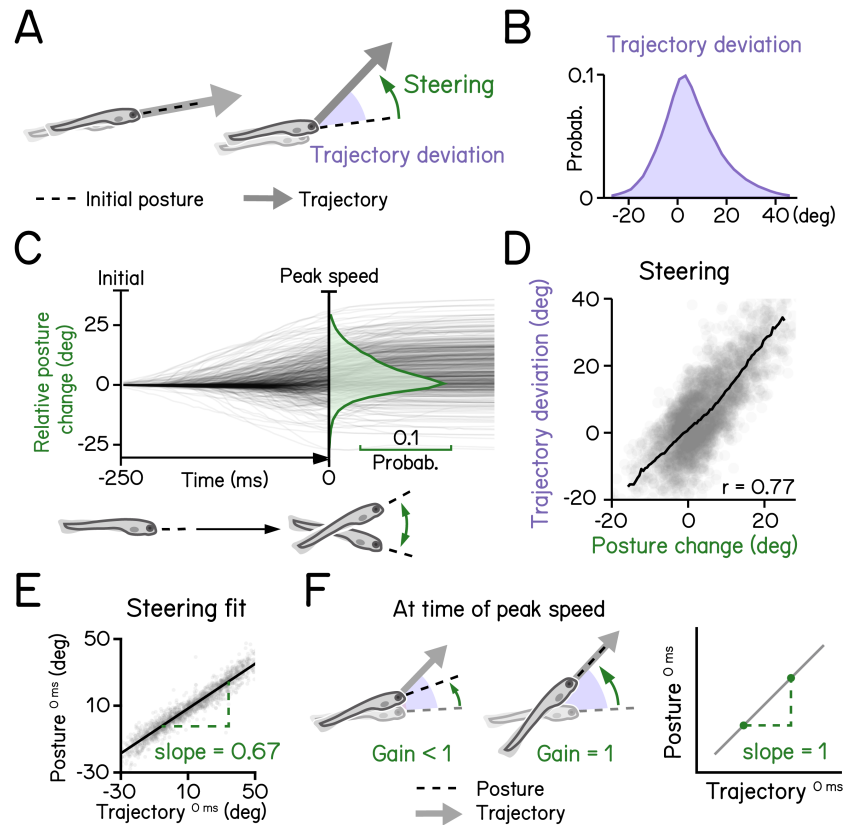 A
Steering
Trajectory deviation
Initial posture
Trajectory
B
Trajectory deviation
Probab.
0.1
0
-20 0 20 40 (deg)
C
Initial
Peak speed
Relative posture
change (deg)
25
0
-25
0.1
Probab.
-250
Time (ms)
0
D
Steering
Trajectory deviation (deg)
40
20
0
-20
r = 0.77
-20 0 20
Posture change (deg)
E
Steering fit
Posture 0 ms (deg)
50
10
-30
slope = 0.67
-30 10 50
Trajectory 0 ms (deg)
F
At time of peak speed
Gain < 1
Gain = 1
Posture
Trajectory
Posture 0 ms
slope = 1
Trajectory 0 ms